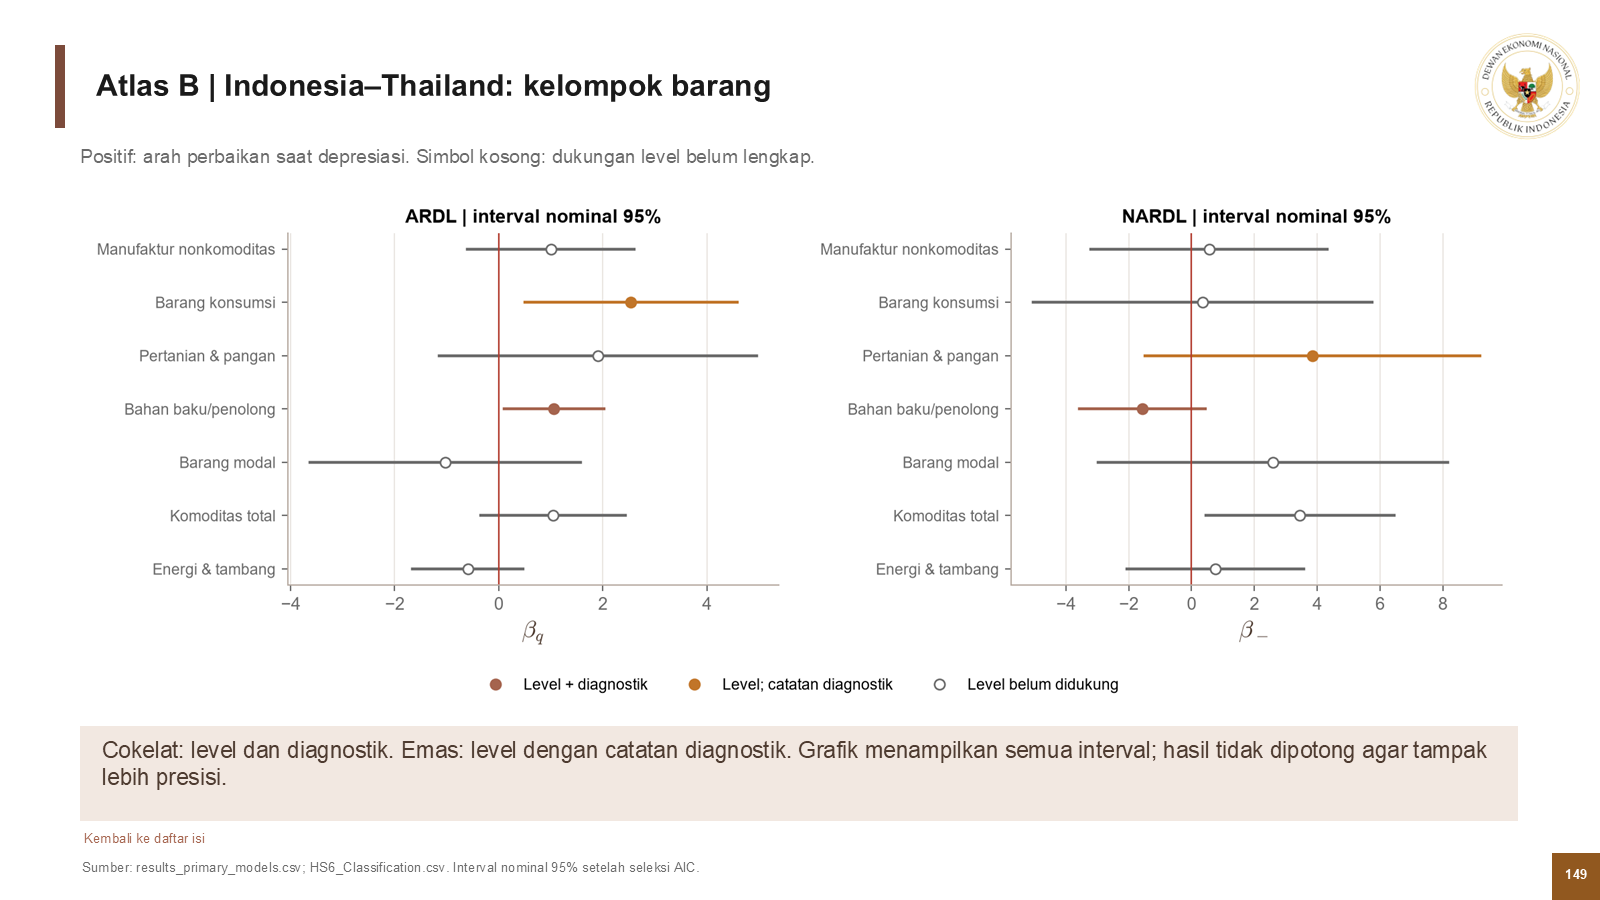 Atlas B | Indonesia–Thailand: kelompok barang
DEWAN EKONOMI NASIONAL
REPUBLIK INDONESIA
Positif: arah perbaikan saat depresiasi. Simbol kosong: dukungan level belum lengkap.
ARDL | interval nominal 95%
Manufaktur nonkomoditas
Barang konsumsi
Pertanian & pangan
Bahan baku/penolong
Barang modal
Komoditas total
Energi & tambang
−4 −2 0 2 4
βq
NARDL | interval nominal 95%
Manufaktur nonkomoditas
Barang konsumsi
Pertanian & pangan
Bahan baku/penolong
Barang modal
Komoditas total
Energi & tambang
−4 −2 0 2 4 6 8
β−
Level + diagnostik
Level; catatan diagnostik
Level belum didukung
Cokelat: level dan diagnostik. Emas: level dengan catatan diagnostik. Grafik menampilkan semua interval; hasil tidak dipotong agar tampak
lebih presisi.
Kembali ke daftar isi
Sumber: results_primary_models.csv; HS6_Classification.csv. Interval nominal 95% setelah seleksi AIC.
149